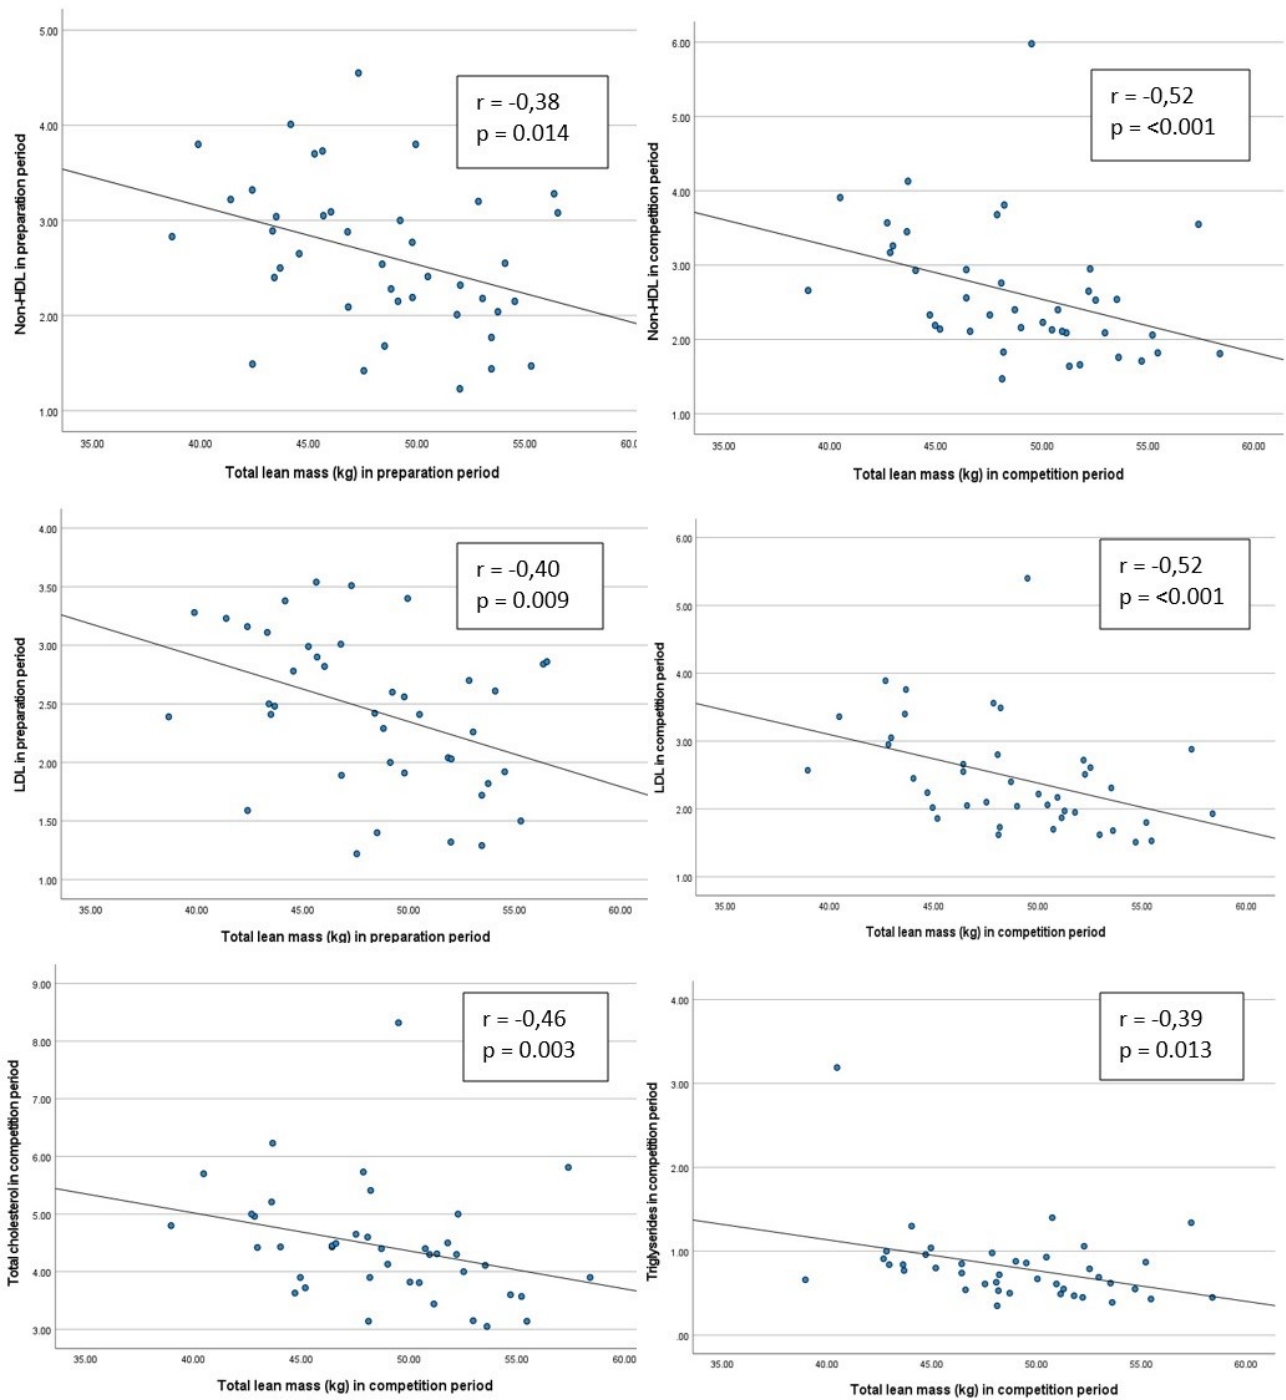 5.00
4.00
3.00
2.00
1.00
Non-HDL in preparation period
r = -0,38
p = 0.014
35.00 40.00 45.00 50.00 55.00 60.0
Total lean mass (kg) in preparation period
6.00
5.00
4.00
3.00
2.00
1.00
Non-HDL in competition period
r = -0,52
p = <0.001
35.00 40.00 45.00 50.00 55.00 60.00
Total lean mass (kg) in competition period
4.00
3.50
3.00
2.50
2.00
1.50
1.00
LDL in preparation period
r = -0,40
p = 0.009
35.00 40.00 45.00 50.00 55.00 60.00
Total lean mass (kg) in preparation period
6.00
5.00
4.00
3.00
2.00
1.00
LDL in competition period
r = -0,52
p = <0.001
35.00 40.00 45.00 50.00 55.00 60.00
Total lean mass (kg) in competition period
9.00
8.00
7.00
6.00
5.00
4.00
3.00
Total cholesterol in competition period
r = -0,46
p = 0.003
35.00 40.00 45.00 50.00 55.00 60.00
Total lean mass (kg) in competition period
4.00
3.00
2.00
1.00
.00
Triglyserides in competition period
r = -0,39
p = 0.013
35.00 40.00 45.00 50.00 55.00 60.00
Total lean mass (kg) in competition period